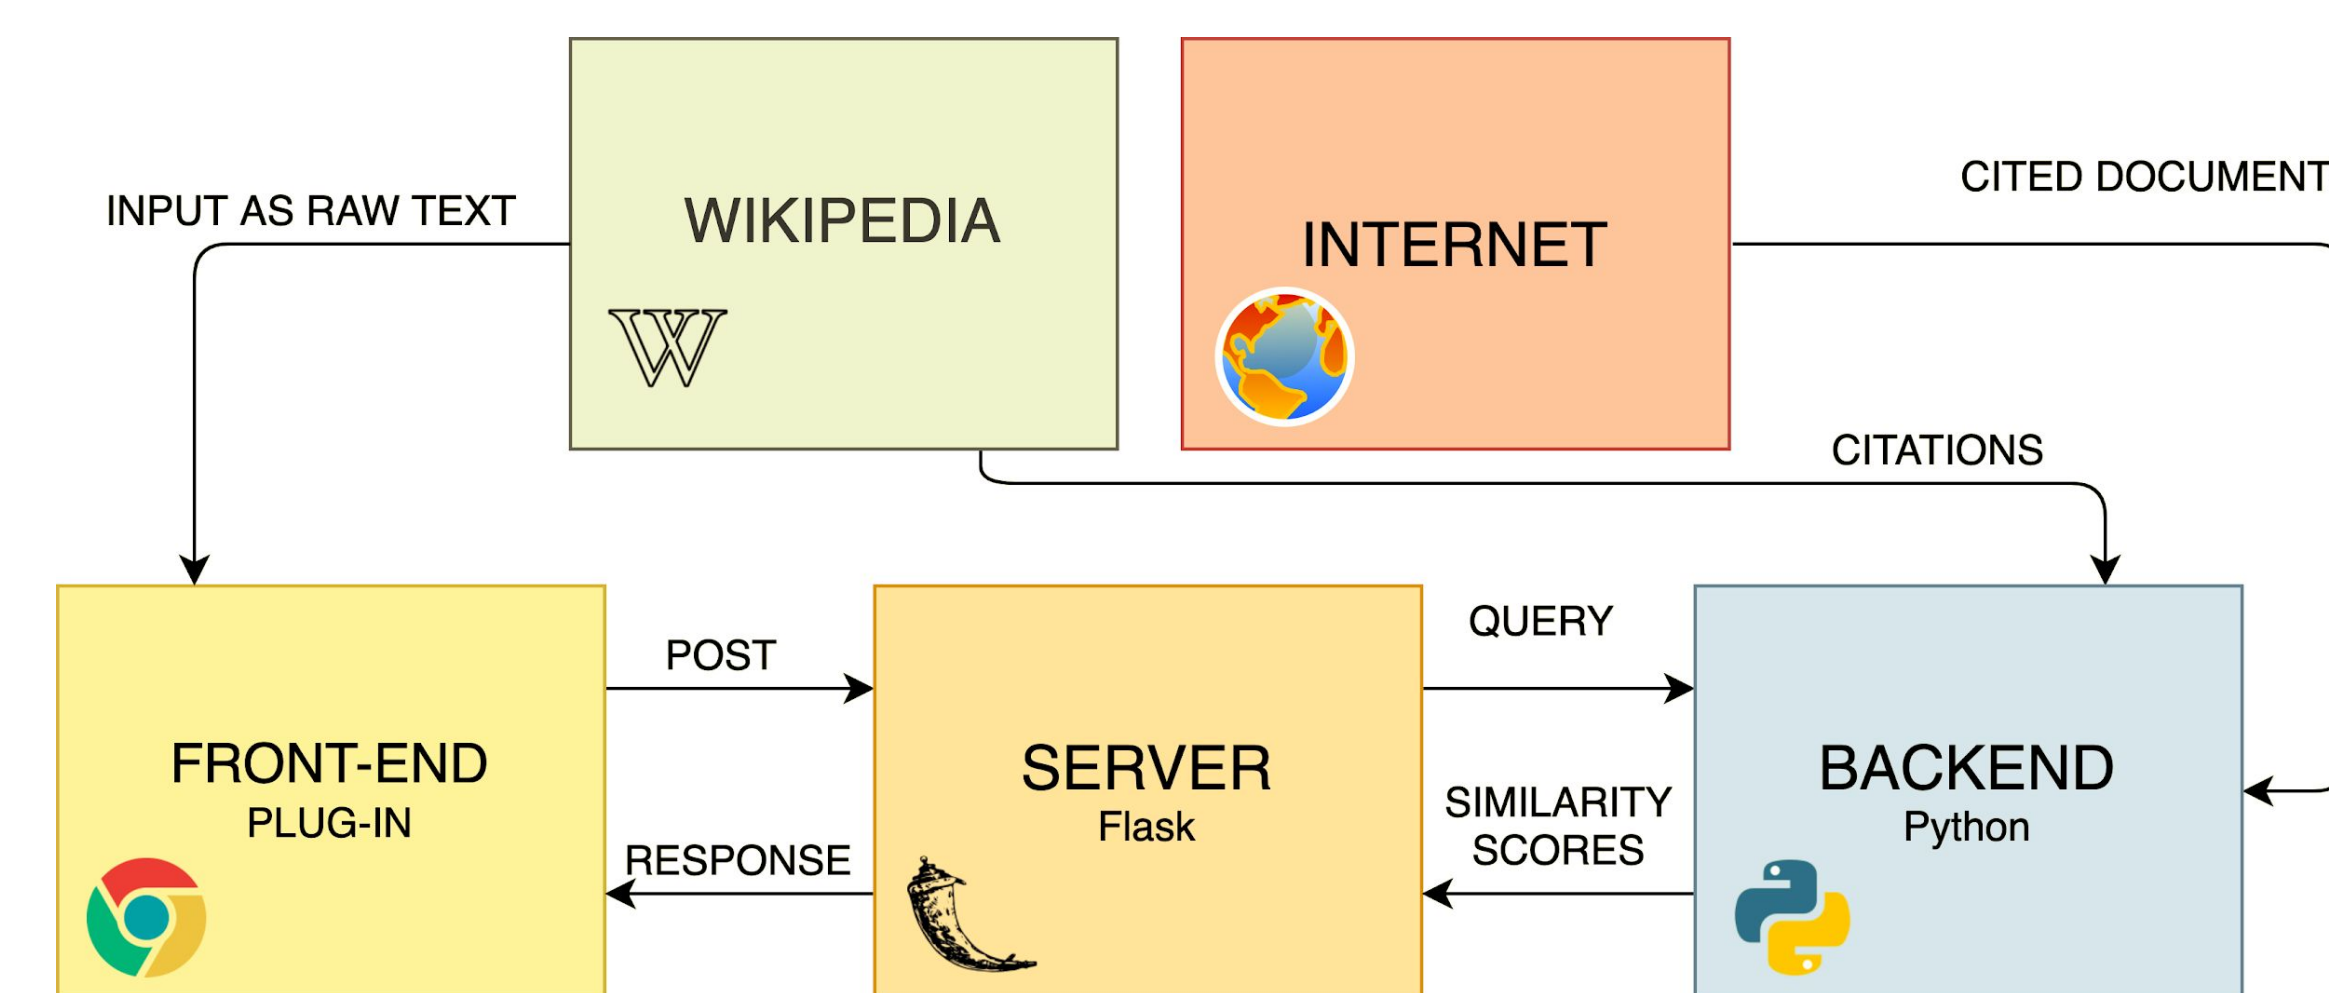 WIKIPEDIA
INTERNET
INPUT AS RAW TEXT
CITED DOCUMENT
CITATIONS
POST
QUERY
FRONT-END
PLUG-IN
SERVER
Flask
BACKEND
Python
RESPONSE
SIMILARITY
SCORES